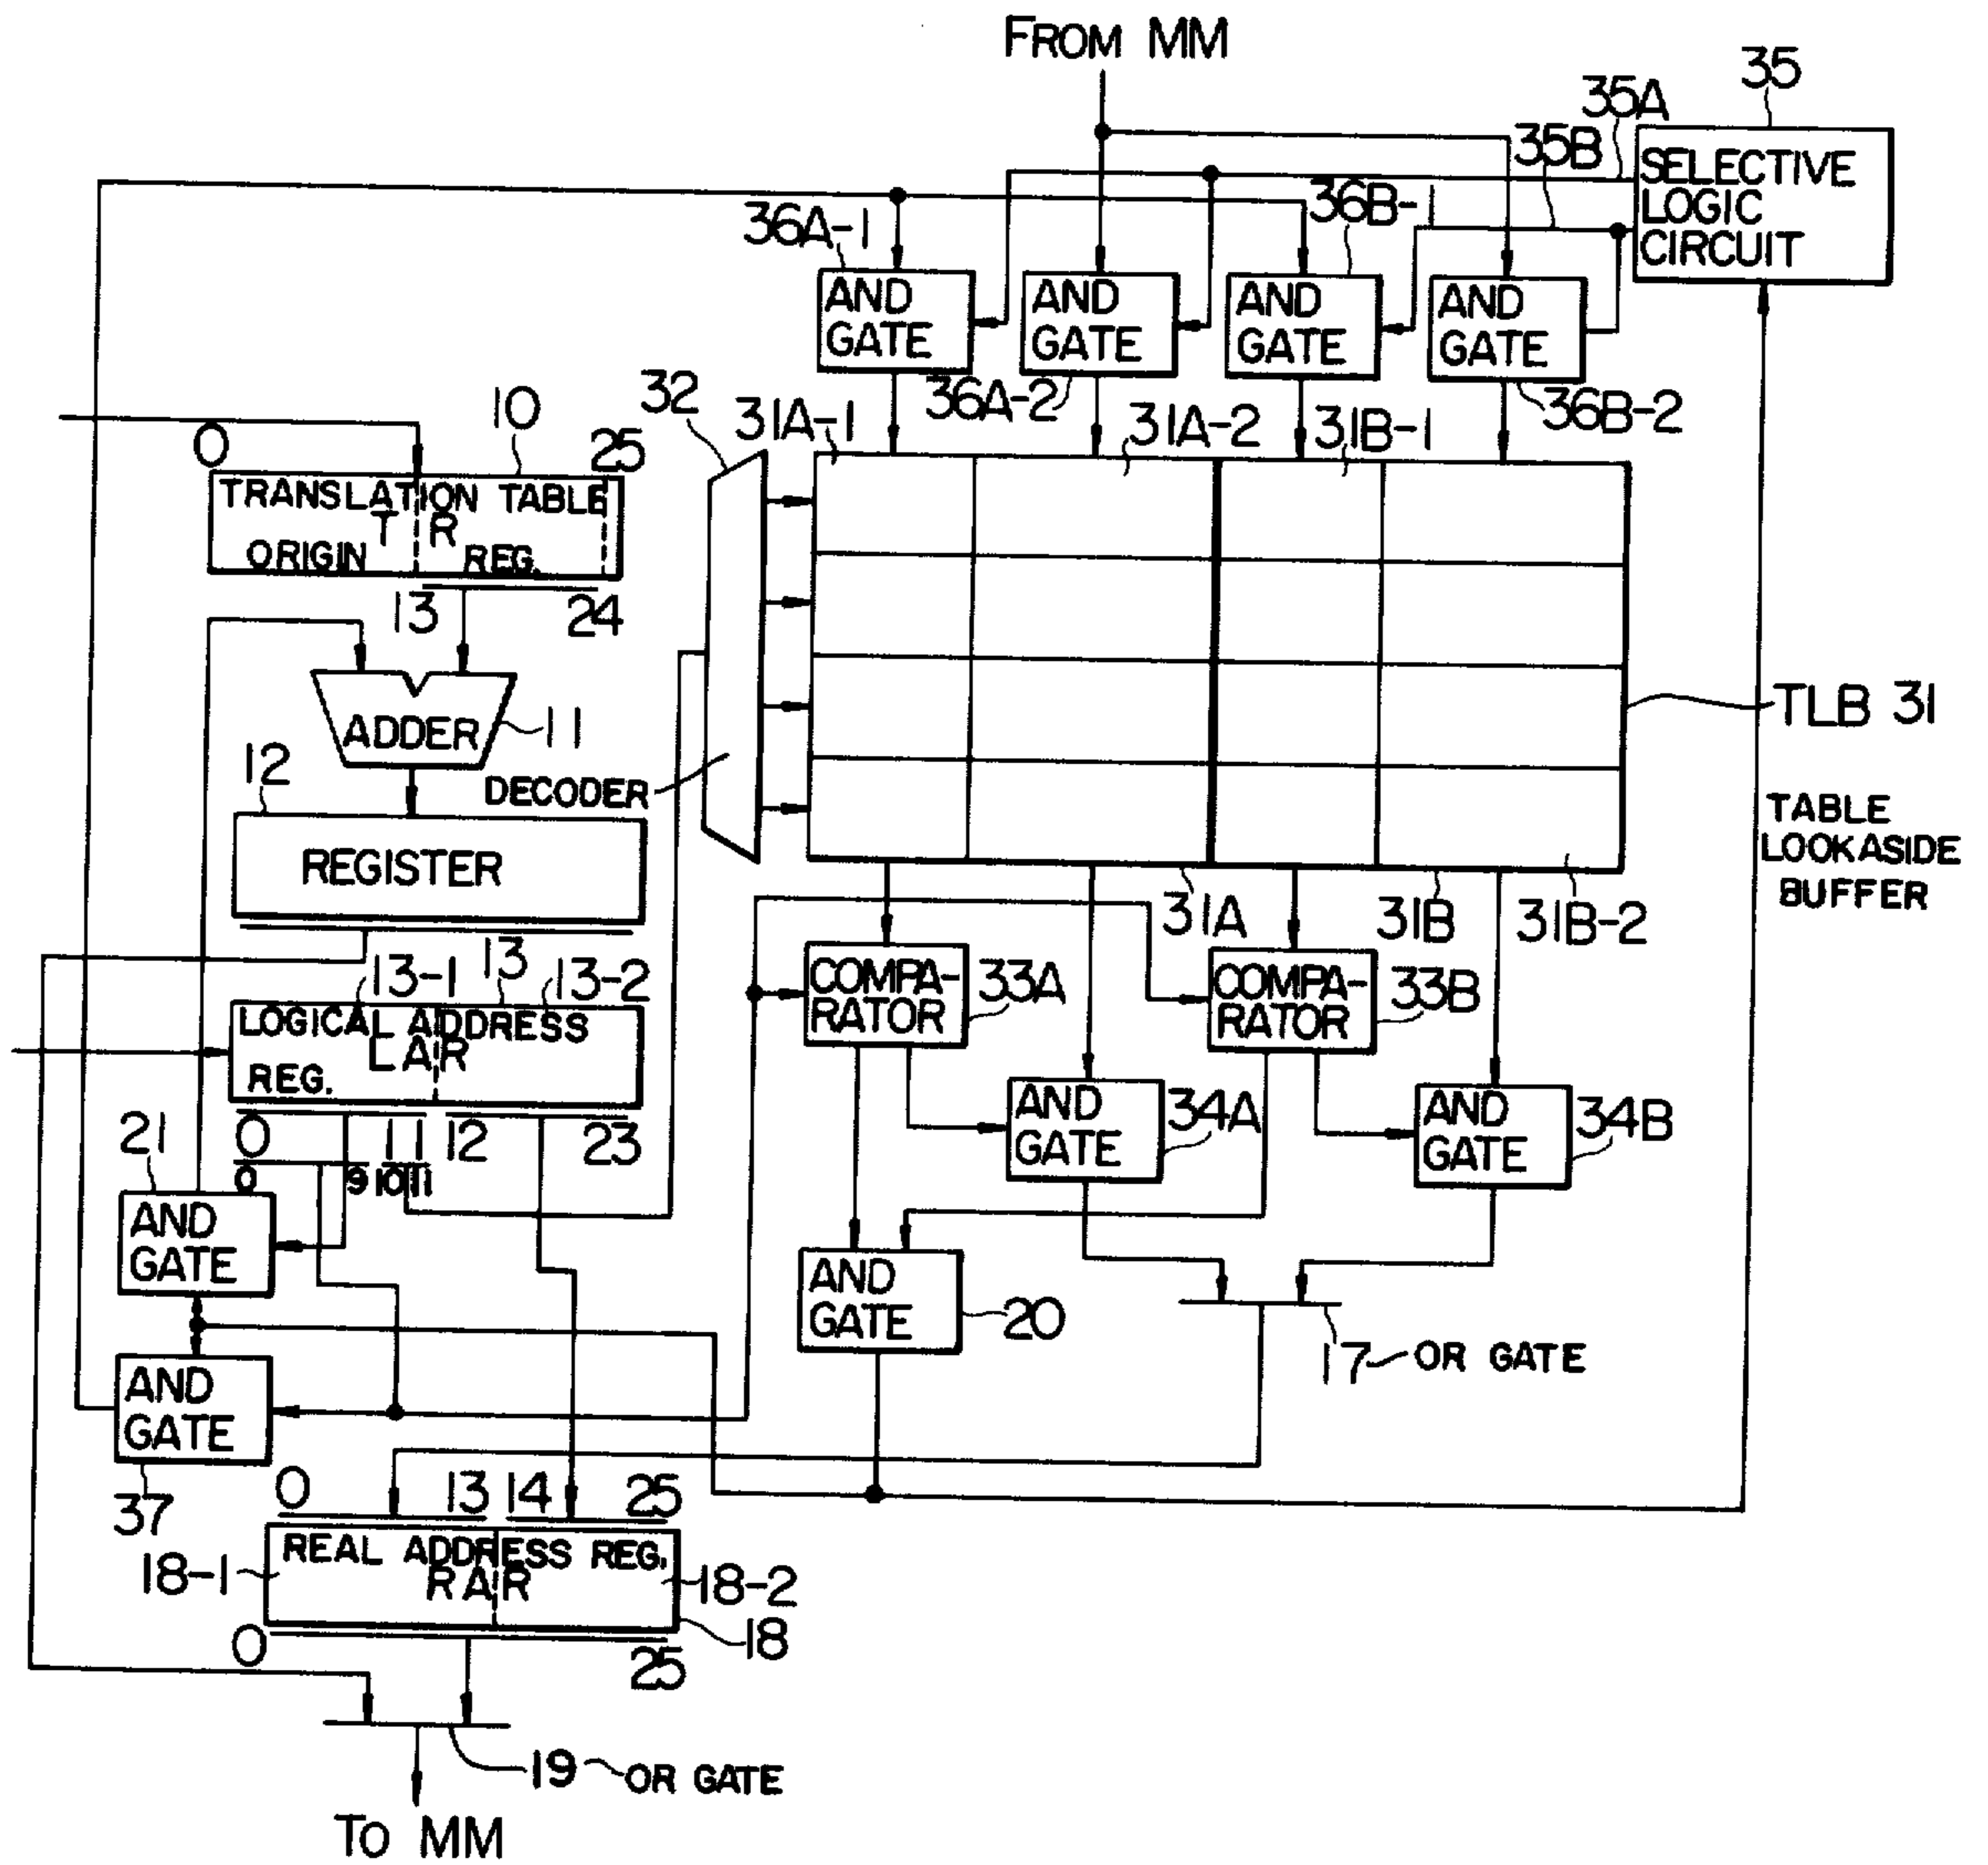 FROM MM
35
35A
35B
SELECTIVE
LOGIC
CIRCUIT
36A-1
36B-1
AND
GATE
AND
GATE
AND
GATE
AND
GATE
36A-2
36B-2
32
31A-1
31A-2
31B-1
10
0
25
TRANSLATION TABLE
T R
ORIGIN REG.
13
24
ADDER
11
12
DECODER
TLB 31
TABLE
LOOKASIDE
BUFFER
REGISTER
31A
31B
31B-2
13-1
13
13-2
COMPA-
RATOR
33A
COMPA-
RATOR
33B
LOGICAL ADDRESS
LAR
REG.
0
11
12
23
0
9
10
11
21
AND
GATE
AND
GATE
34A
AND
GATE
34B
AND
GATE
20
17
OR GATE
AND
GATE
37
0
13
14
25
REAL ADDRESS REG.
RAR
18-1
18-2
18
0
25
19
OR GATE
TO MM